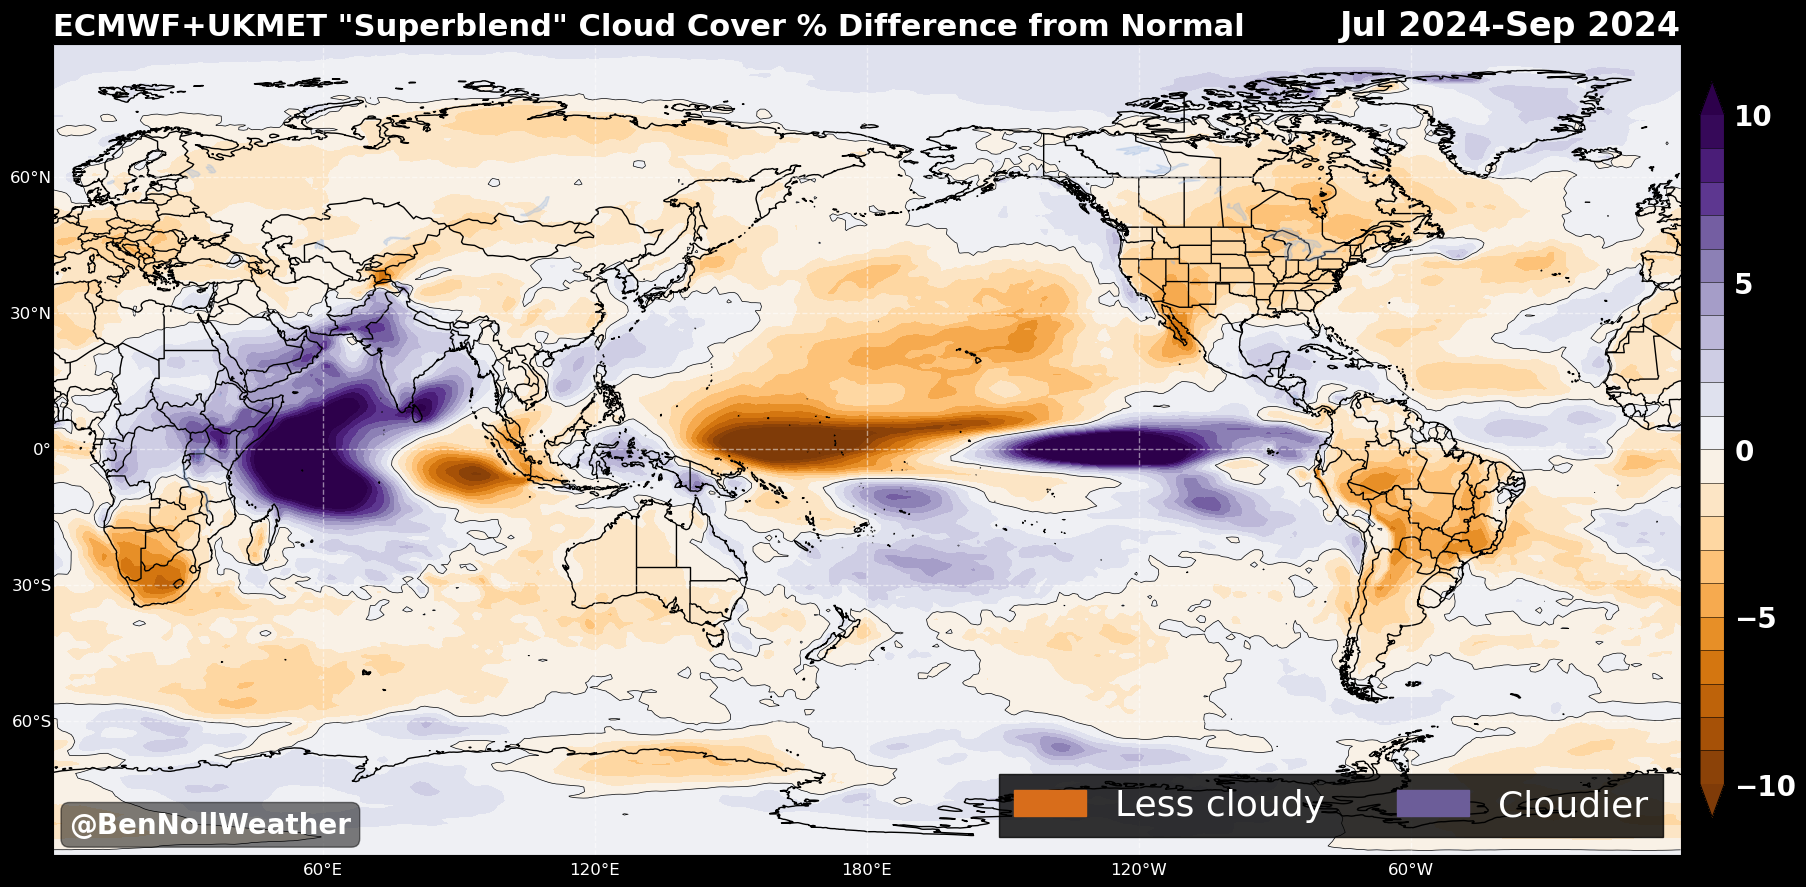 ECMWF+UKMET "Superblend" Cloud Cover % Difference from Normal
Jul 2024-Sep 2024
10
5
0
−5
−10
60°N
30°N
0°
30°S
60°S
60°E
120°E
180°E
120°W
60°W
@BenNollWeather
Less cloudy
Cloudier